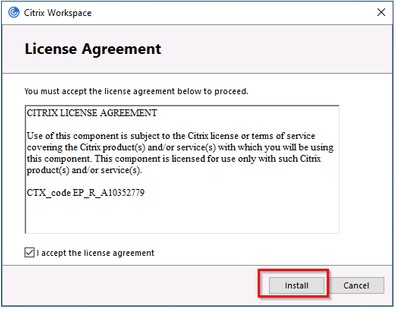 Citrix Workspace
License Agreement
You must accept the license agreement below to proceed.
CITRIX LICENSE AGREEMENT
Use of this component is subject to the Citrix license or terms of service
covering the Citrix product(s) and/or service(s) with which you will be using
this component. This component is licensed for use only with such Citrix
product(s) and/or service(s).
CTX_code EP_R_A10352779
I accept the license agreement
Install Cancel